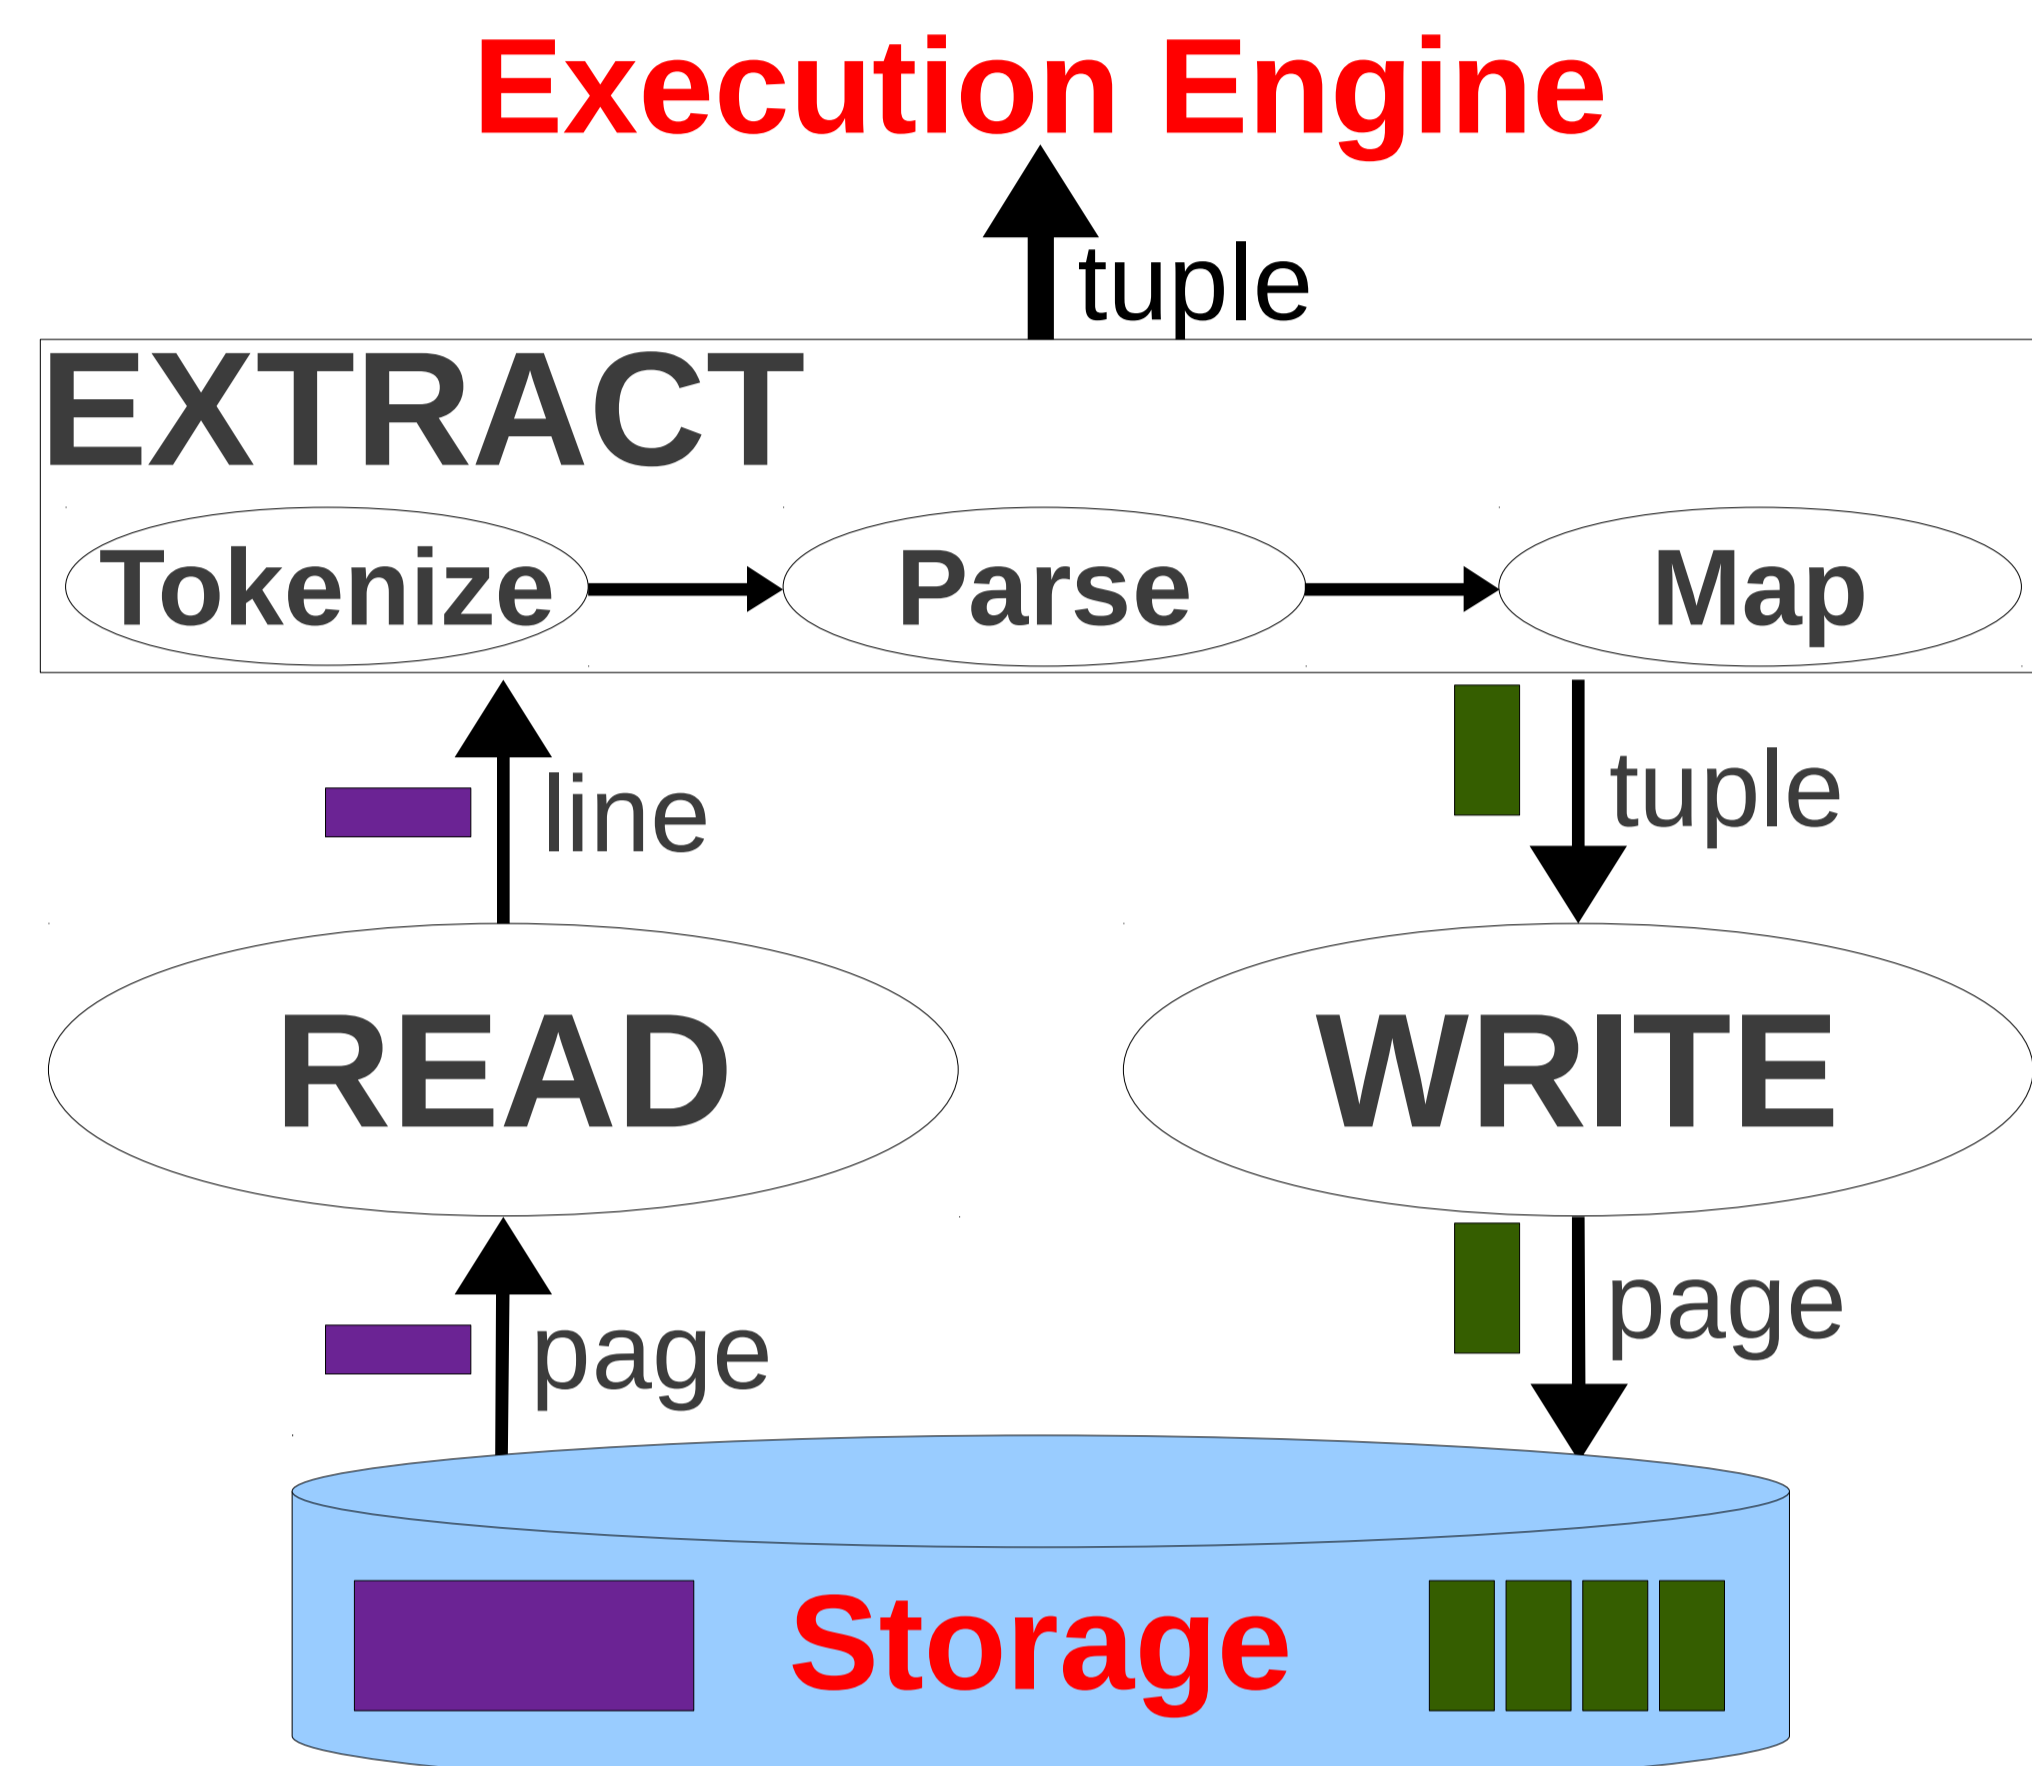 Execution Engine
tuple
EXTRACT
Tokenize
Parse
Map
line
tuple
READ
WRITE
page
page
Storage